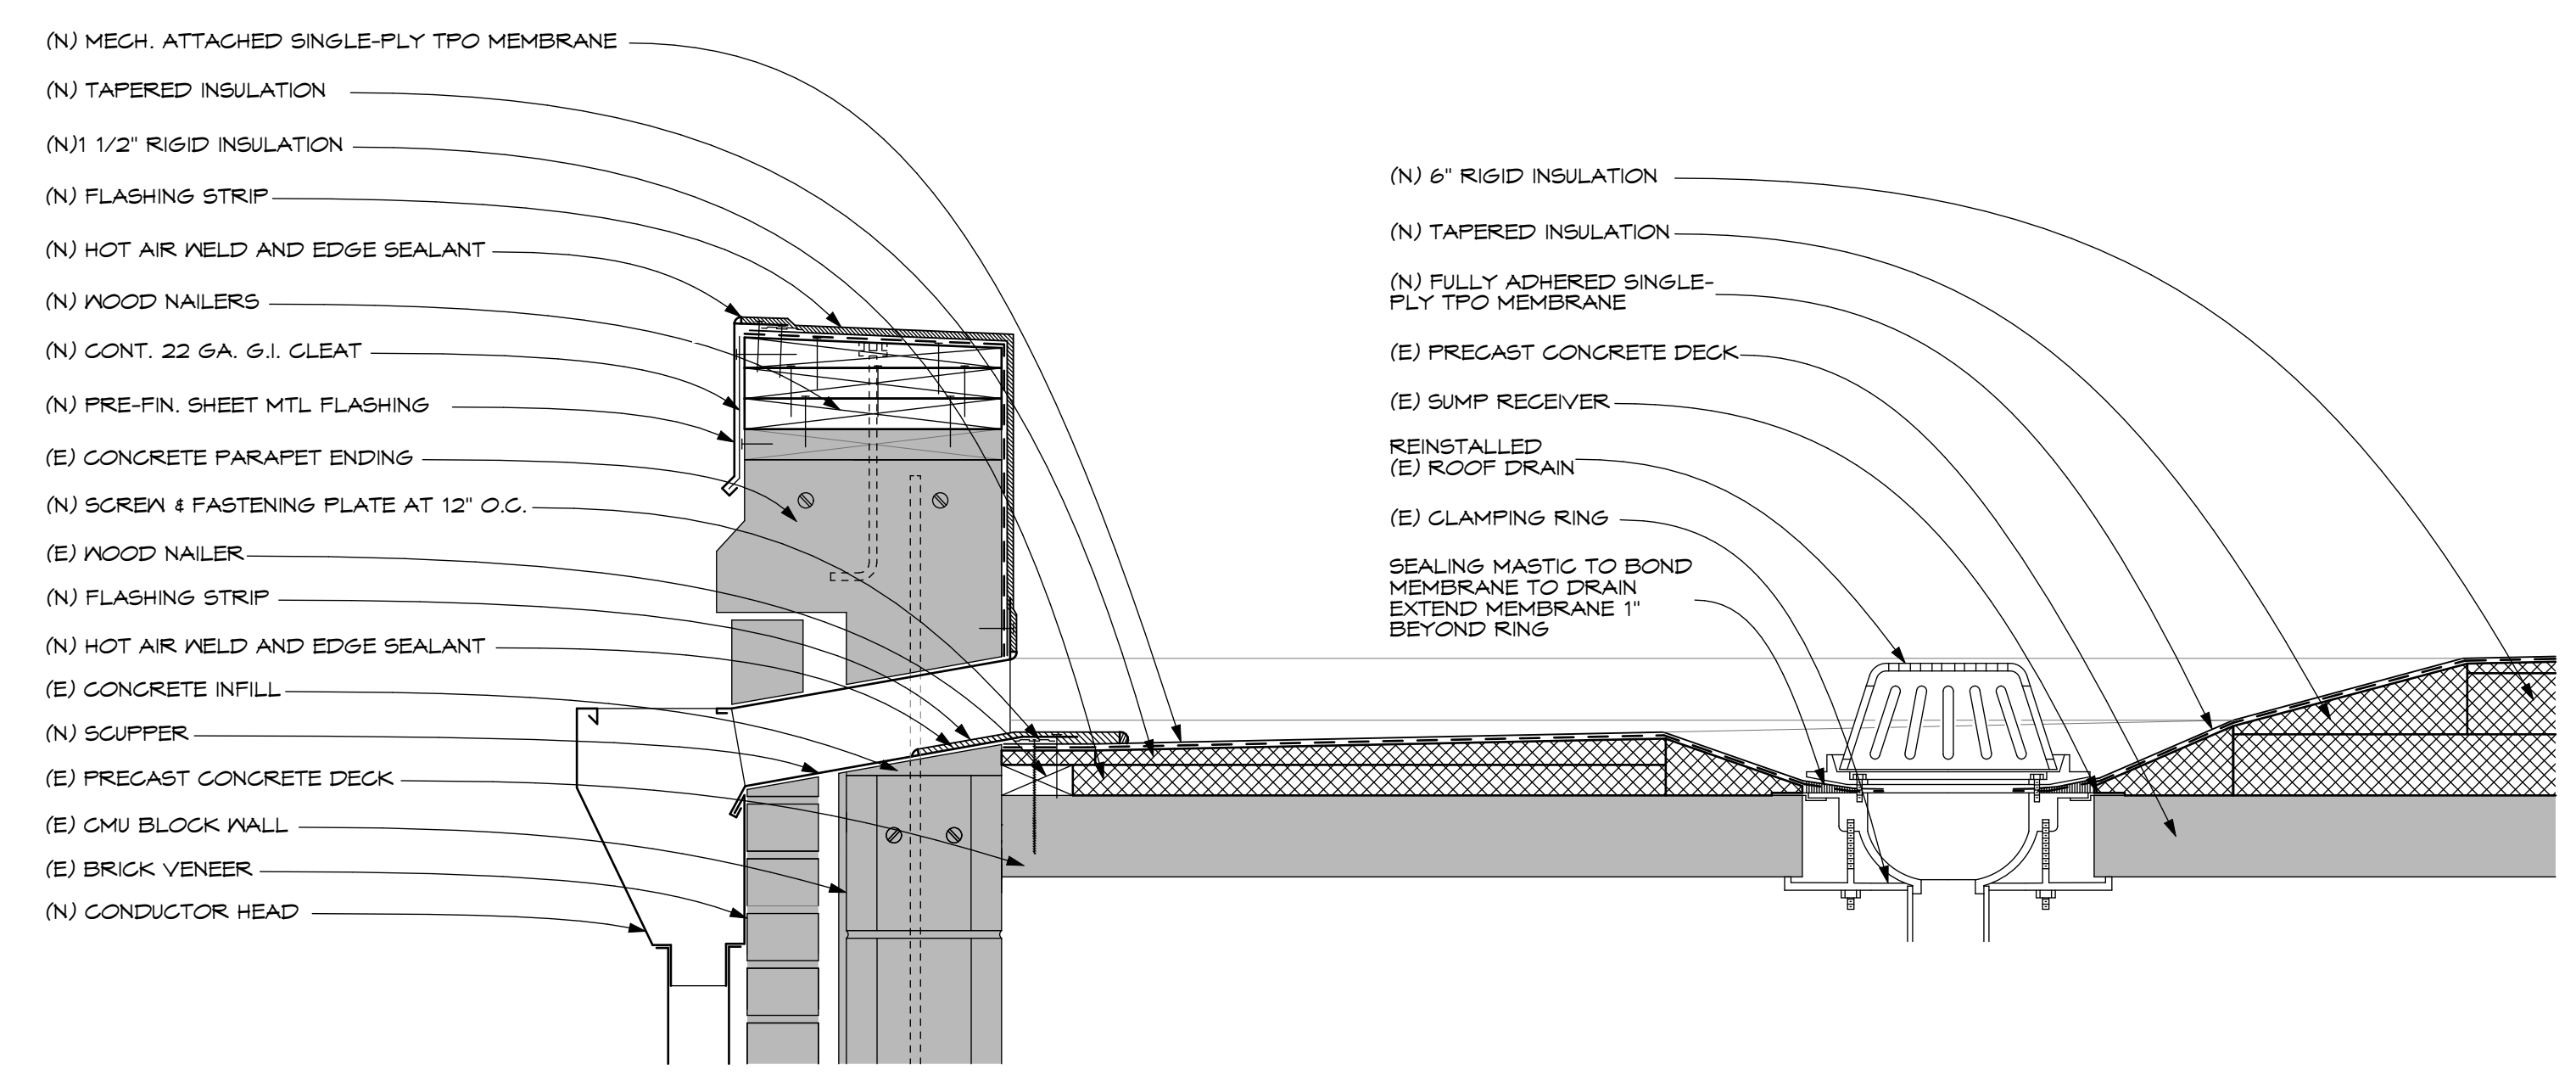 (N) MECH. ATTACHED SINGLE-PLY TPO MEMBRANE
(N) TAPERED INSULATION
(N)1 1/2" RIGID INSULATION
(N) FLASHING STRIP
(N) HOT AIR WELD AND EDGE SEALANT
(N) WOOD NAILERS
(N) CONT. 22 GA. G.I. CLEAT
(N) PRE-FIN. SHEET MTL FLASHING
(E) CONCRETE PARAPET ENDING
(N) SCREW & FASTENING PLATE AT 12" O.C.
(E) WOOD NAILER
(N) FLASHING STRIP
(N) HOT AIR WELD AND EDGE SEALANT
(E) CONCRETE INFILL
(N) SCUPPER
(E) PRECAST CONCRETE DECK
(E) CMU BLOCK WALL
(E) BRICK VENEER
(N) CONDUCTOR HEAD
(N) 6" RIGID INSULATION
(N) TAPERED INSULATION
(N) FULLY ADHERED SINGLE-
PLY TPO MEMBRANE
(E) PRECAST CONCRETE DECK
(E) SUMP RECEIVER
REINSTALLED
(E) ROOF DRAIN
(E) CLAMPING RING
SEALING MASTIC TO BOND
MEMBRANE TO DRAIN
EXTEND MEMBRANE 1"
BEYOND RING